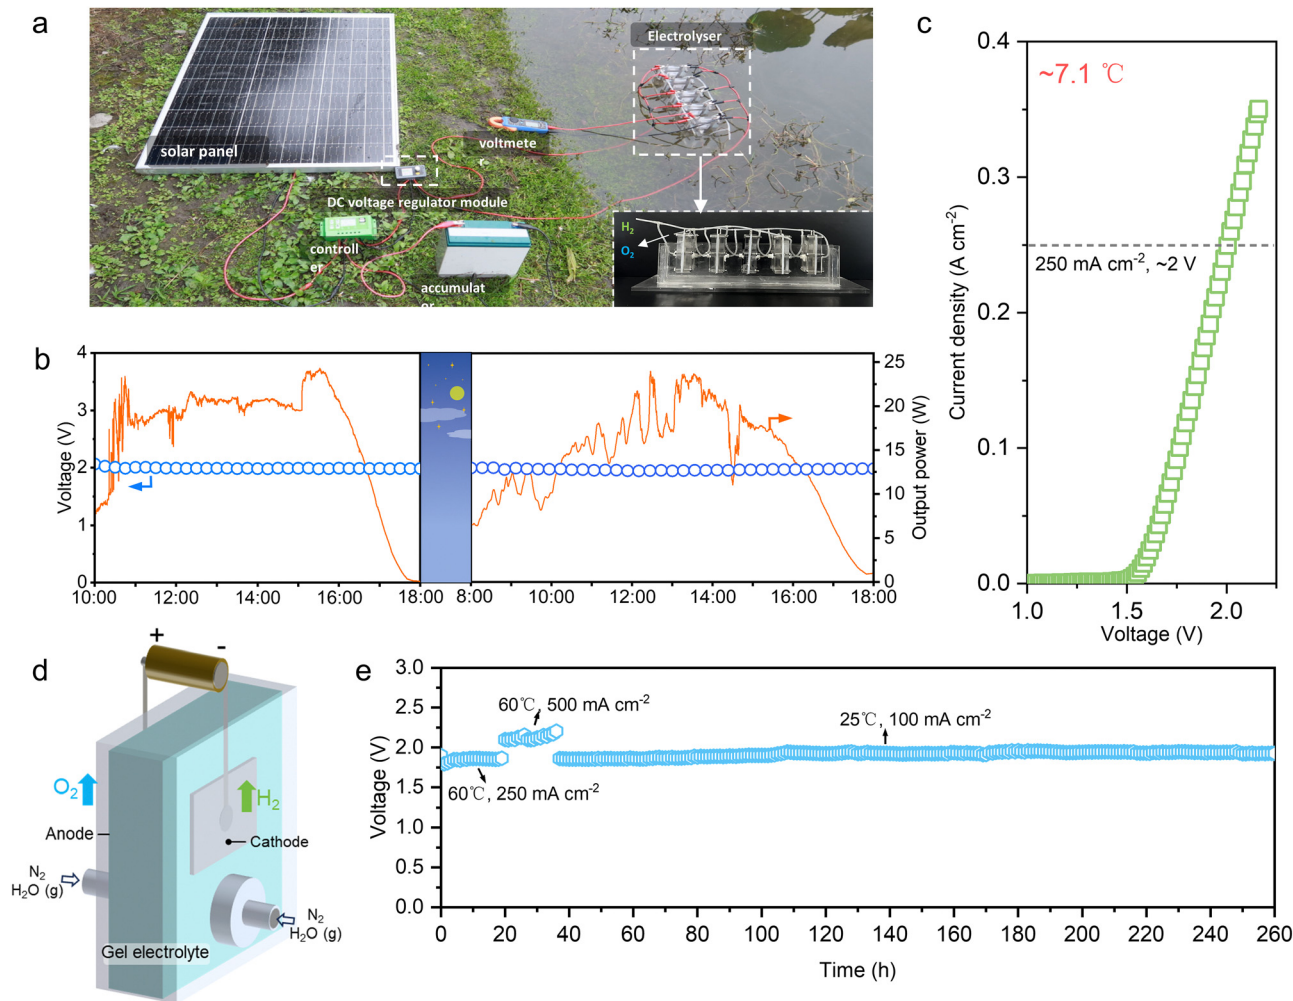 a
solar panel
voltmete
r
Electrolyser
DC voltage regulator module
controll
er
accumulat
or
H2
O2
b
Voltage (V)
4
3
2
1
0
25
20
15
10
5
0
Output power (W)
10:00 12:00 14:00 16:00 18:00 8:00 10:00 12:00 14:00 16:00 18:00
c
~7.1 ℃
250 mA cm-2, ~2 V
Current density (A cm-2)
0.4
0.3
0.2
0.1
0.0
1.0 1.5 2.0
Voltage (V)
d
+ -
O2
H2
Anode
Cathode
N2
H2O (g)
N2
H2O (g)
Gel electrolyte
e
Voltage (V)
3.0
2.5
2.0
1.5
1.0
0.5
0.0
60℃, 500 mA cm-2
25℃, 100 mA cm-2
60℃, 250 mA cm-2
0 20 40 60 80 100 120 140 160 180 200 220 240 260
Time (h)